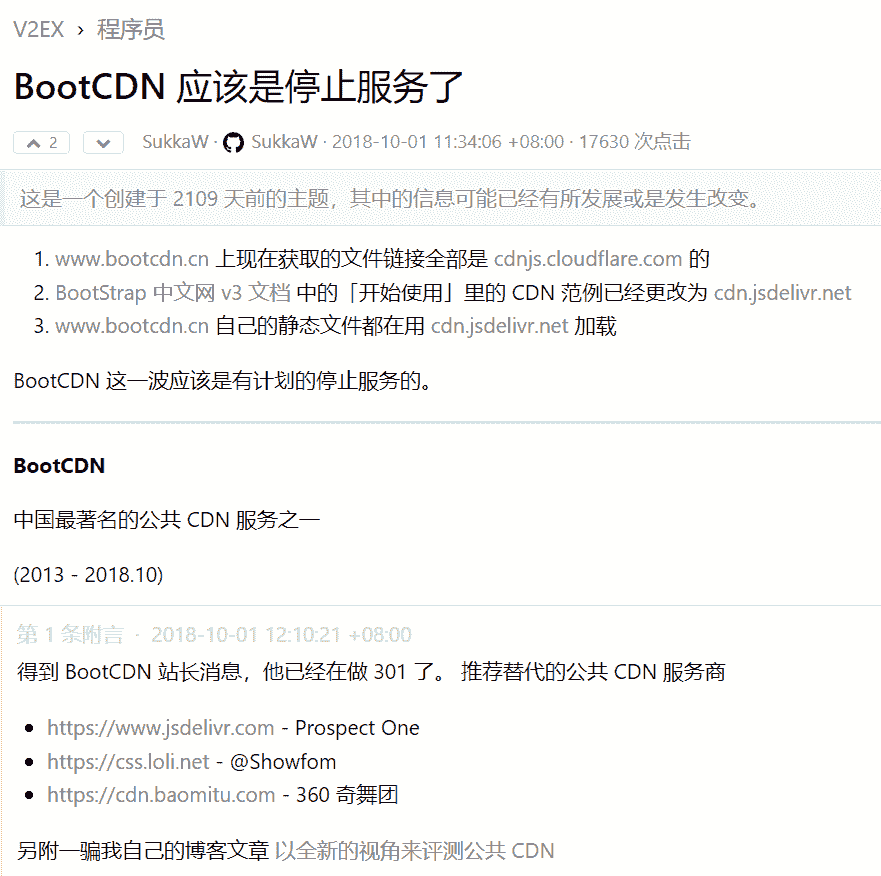 V2EX › 程序员
BootCDN 应该是停止服务了
2 SukkaW · SukkaW · 2018-10-01 11:34:06 +08:00 · 17630 次点击
这是一个创建于 2109 天前的主题，其中的信息可能已经有所发展或是发生改变。
1. www.bootcdn.cn 上现在获取的文件链接全部是 cdnjs.cloudflare.com 的
2. BootStrap 中文网 v3 文档 中的「开始使用」里的 CDN 范例已经更改为 cdn.jsdelivr.net
3. www.bootcdn.cn 自己的静态文件都在用 cdn.jsdelivr.net 加载
BootCDN 这一波应该是有计划的停止服务的。
BootCDN
中国最著名的公共 CDN 服务之一
(2013 - 2018.10)
第 1 条附言 · 2018-10-01 12:10:21 +08:00
得到 BootCDN 站长消息，他已经在做 301 了。 推荐替代的公共 CDN 服务商
• https://www.jsdelivr.com - Prospect One
• https://css.loli.net - @Showfom
• https://cdn.baomitu.com - 360 奇舞团
另附一骗我自己的博客文章 以全新的视角来评测公共 CDN